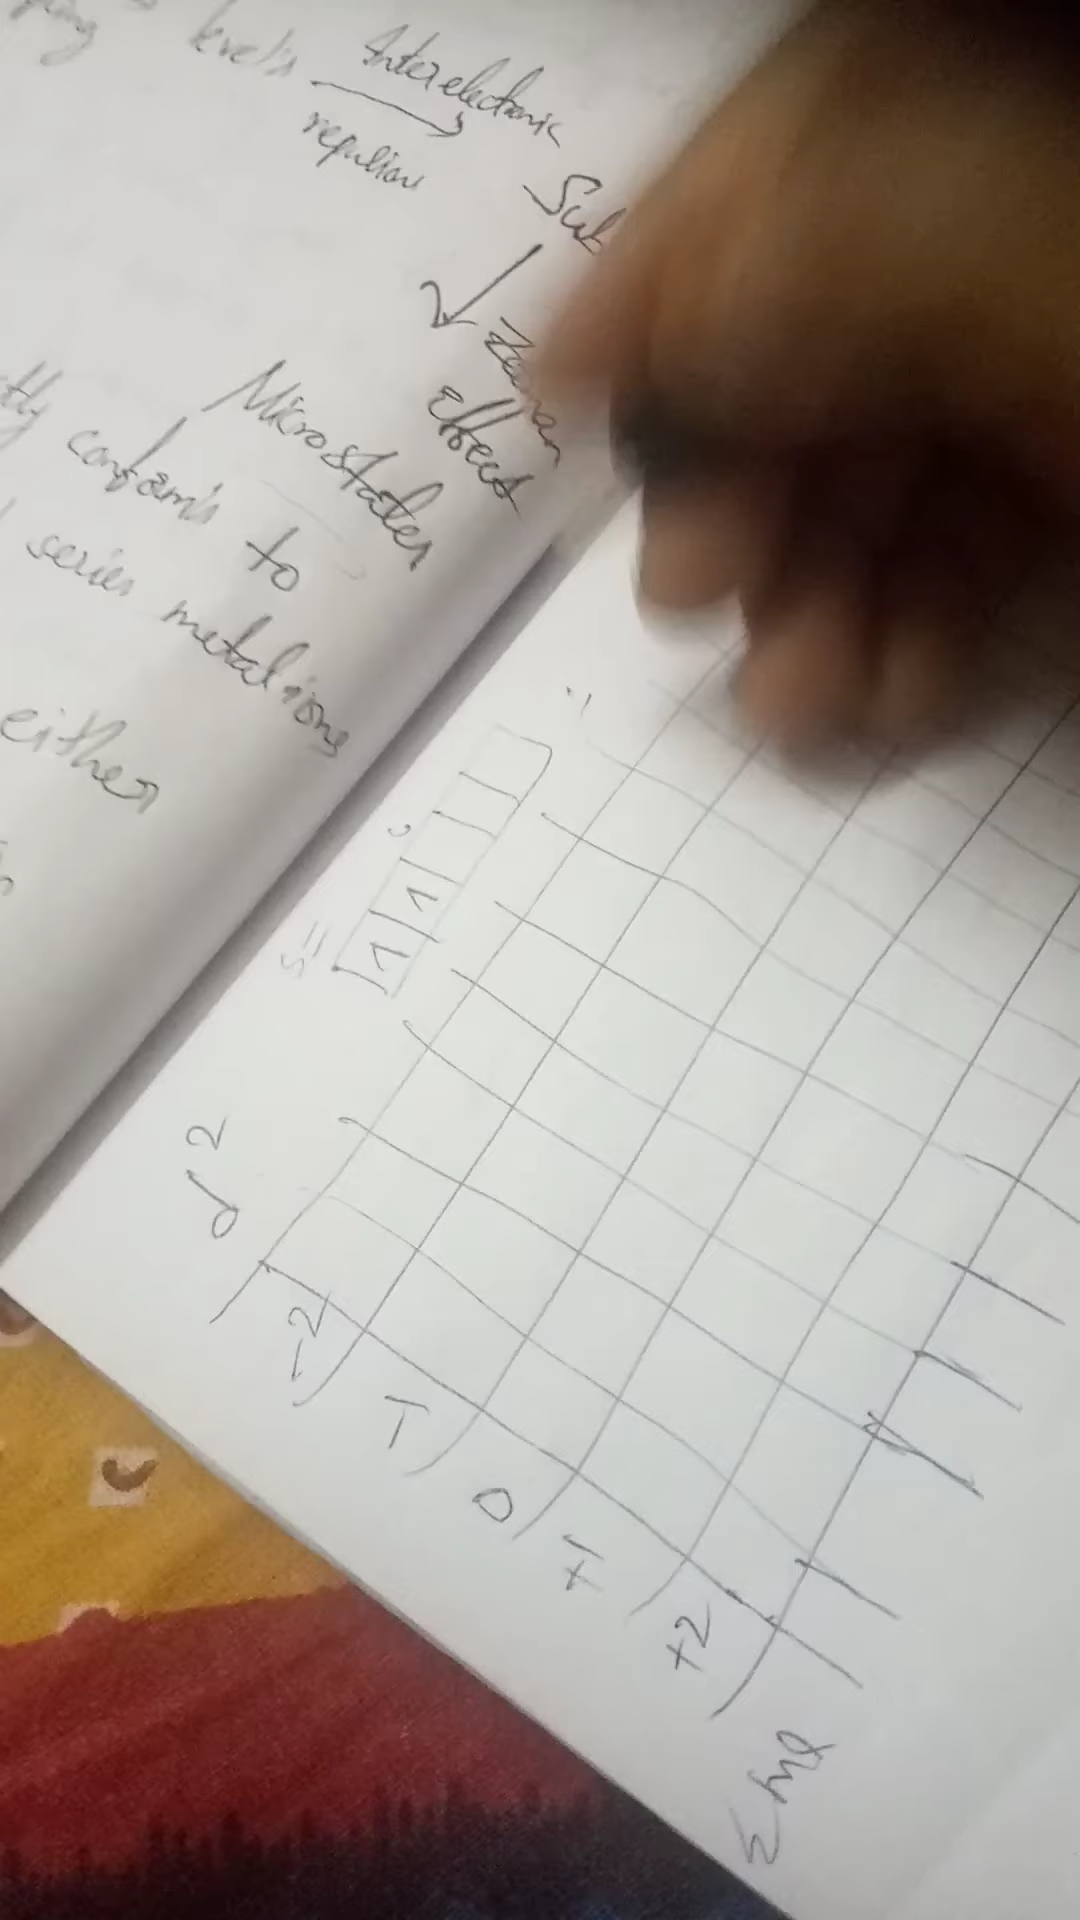 levels Interelectronic
repulsion
Zeeman
effect
Microstates
conforms to
series metal ions
either
S=
d²
-2 -1 0 +1 +2 Σml